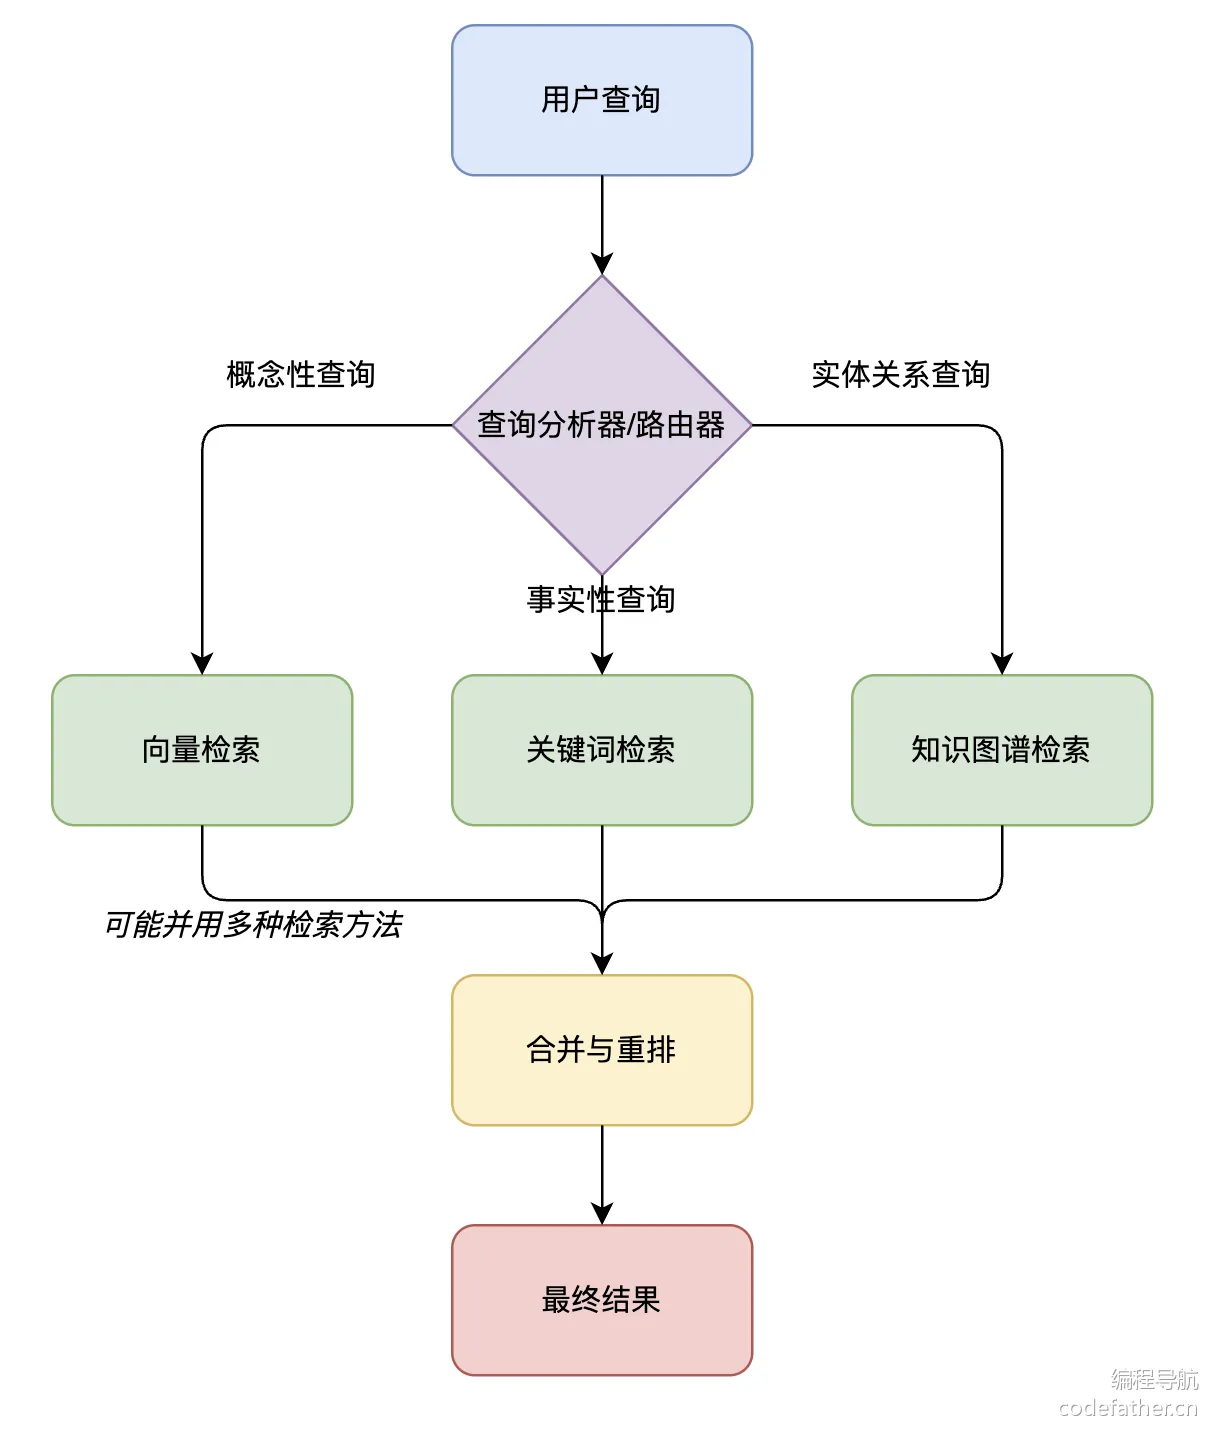 用户查询
概念性查询
实体关系查询
查询分析器/路由器
事实性查询
向量检索
关键词检索
知识图谱检索
可能并用多种检索方法
合并与重排
最终结果
编程导航
codefather.cn